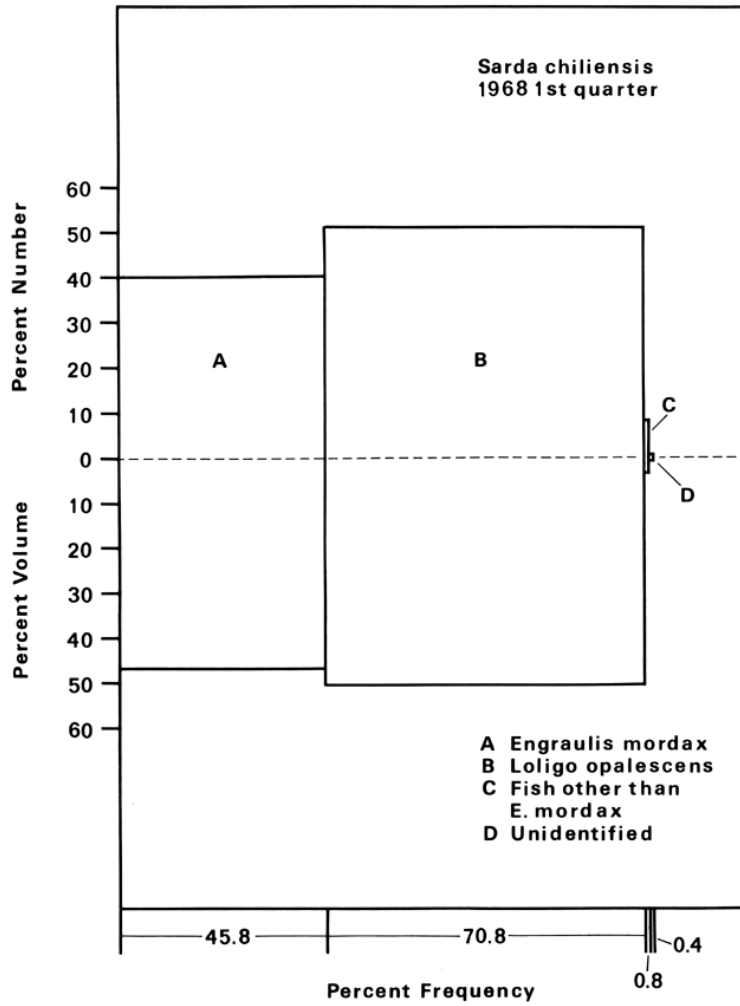 Sarda chiliensis
1968 1st quarter
Percent Number
60
50
40
30
20
10
0
10
20
30
40
50
60
Percent Volume
A
B
C
D
A Engraulis mordax
B Loligo opalescens
C Fish other than
E. mordax
D Unidentified
45.8
70.8
0.4
0.8
Percent Frequency